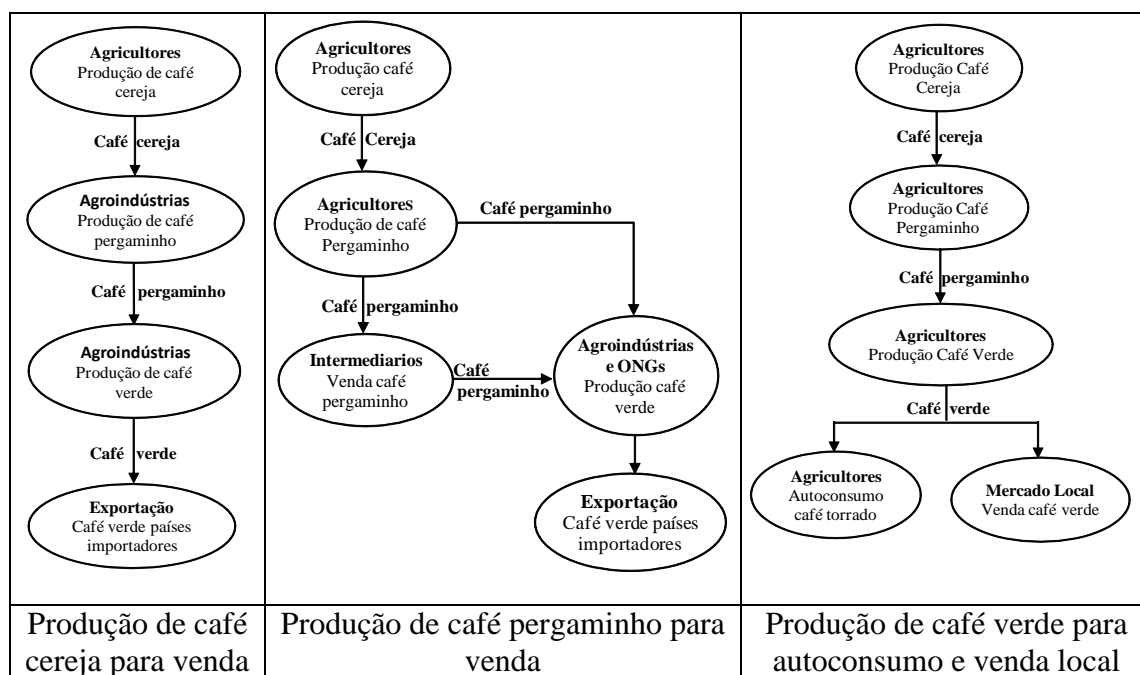 Agricultores
Produção de café
cereja
Café cereja
Agroindústrias
Produção de café
pergaminho
Café pergaminho
Agroindústrias
Produção de café
verde
Café verde
Exportação
Café verde países
importadores
Produção de café
cereja para venda
Agricultores
Produção café
cereja
Café Cereja
Agricultores
Produção de café
Pergaminho
Café pergaminho
Café pergaminho
Intermediarios
Venda café
pergaminho
Café
pergaminho
Agroindústrias
e ONGs
Produção café
verde
Exportação
Café verde países
importadores
Produção de café pergaminho para
venda
Agricultores
Produção Café
Cereja
Café cereja
Agricultores
Produção Café
Pergaminho
Café pergaminho
Agricultores
Produção Café Verde
Café verde
Agricultores
Autoconsumo
café torrado
Mercado Local
Venda café verde
Produção de café verde para
autoconsumo e venda local